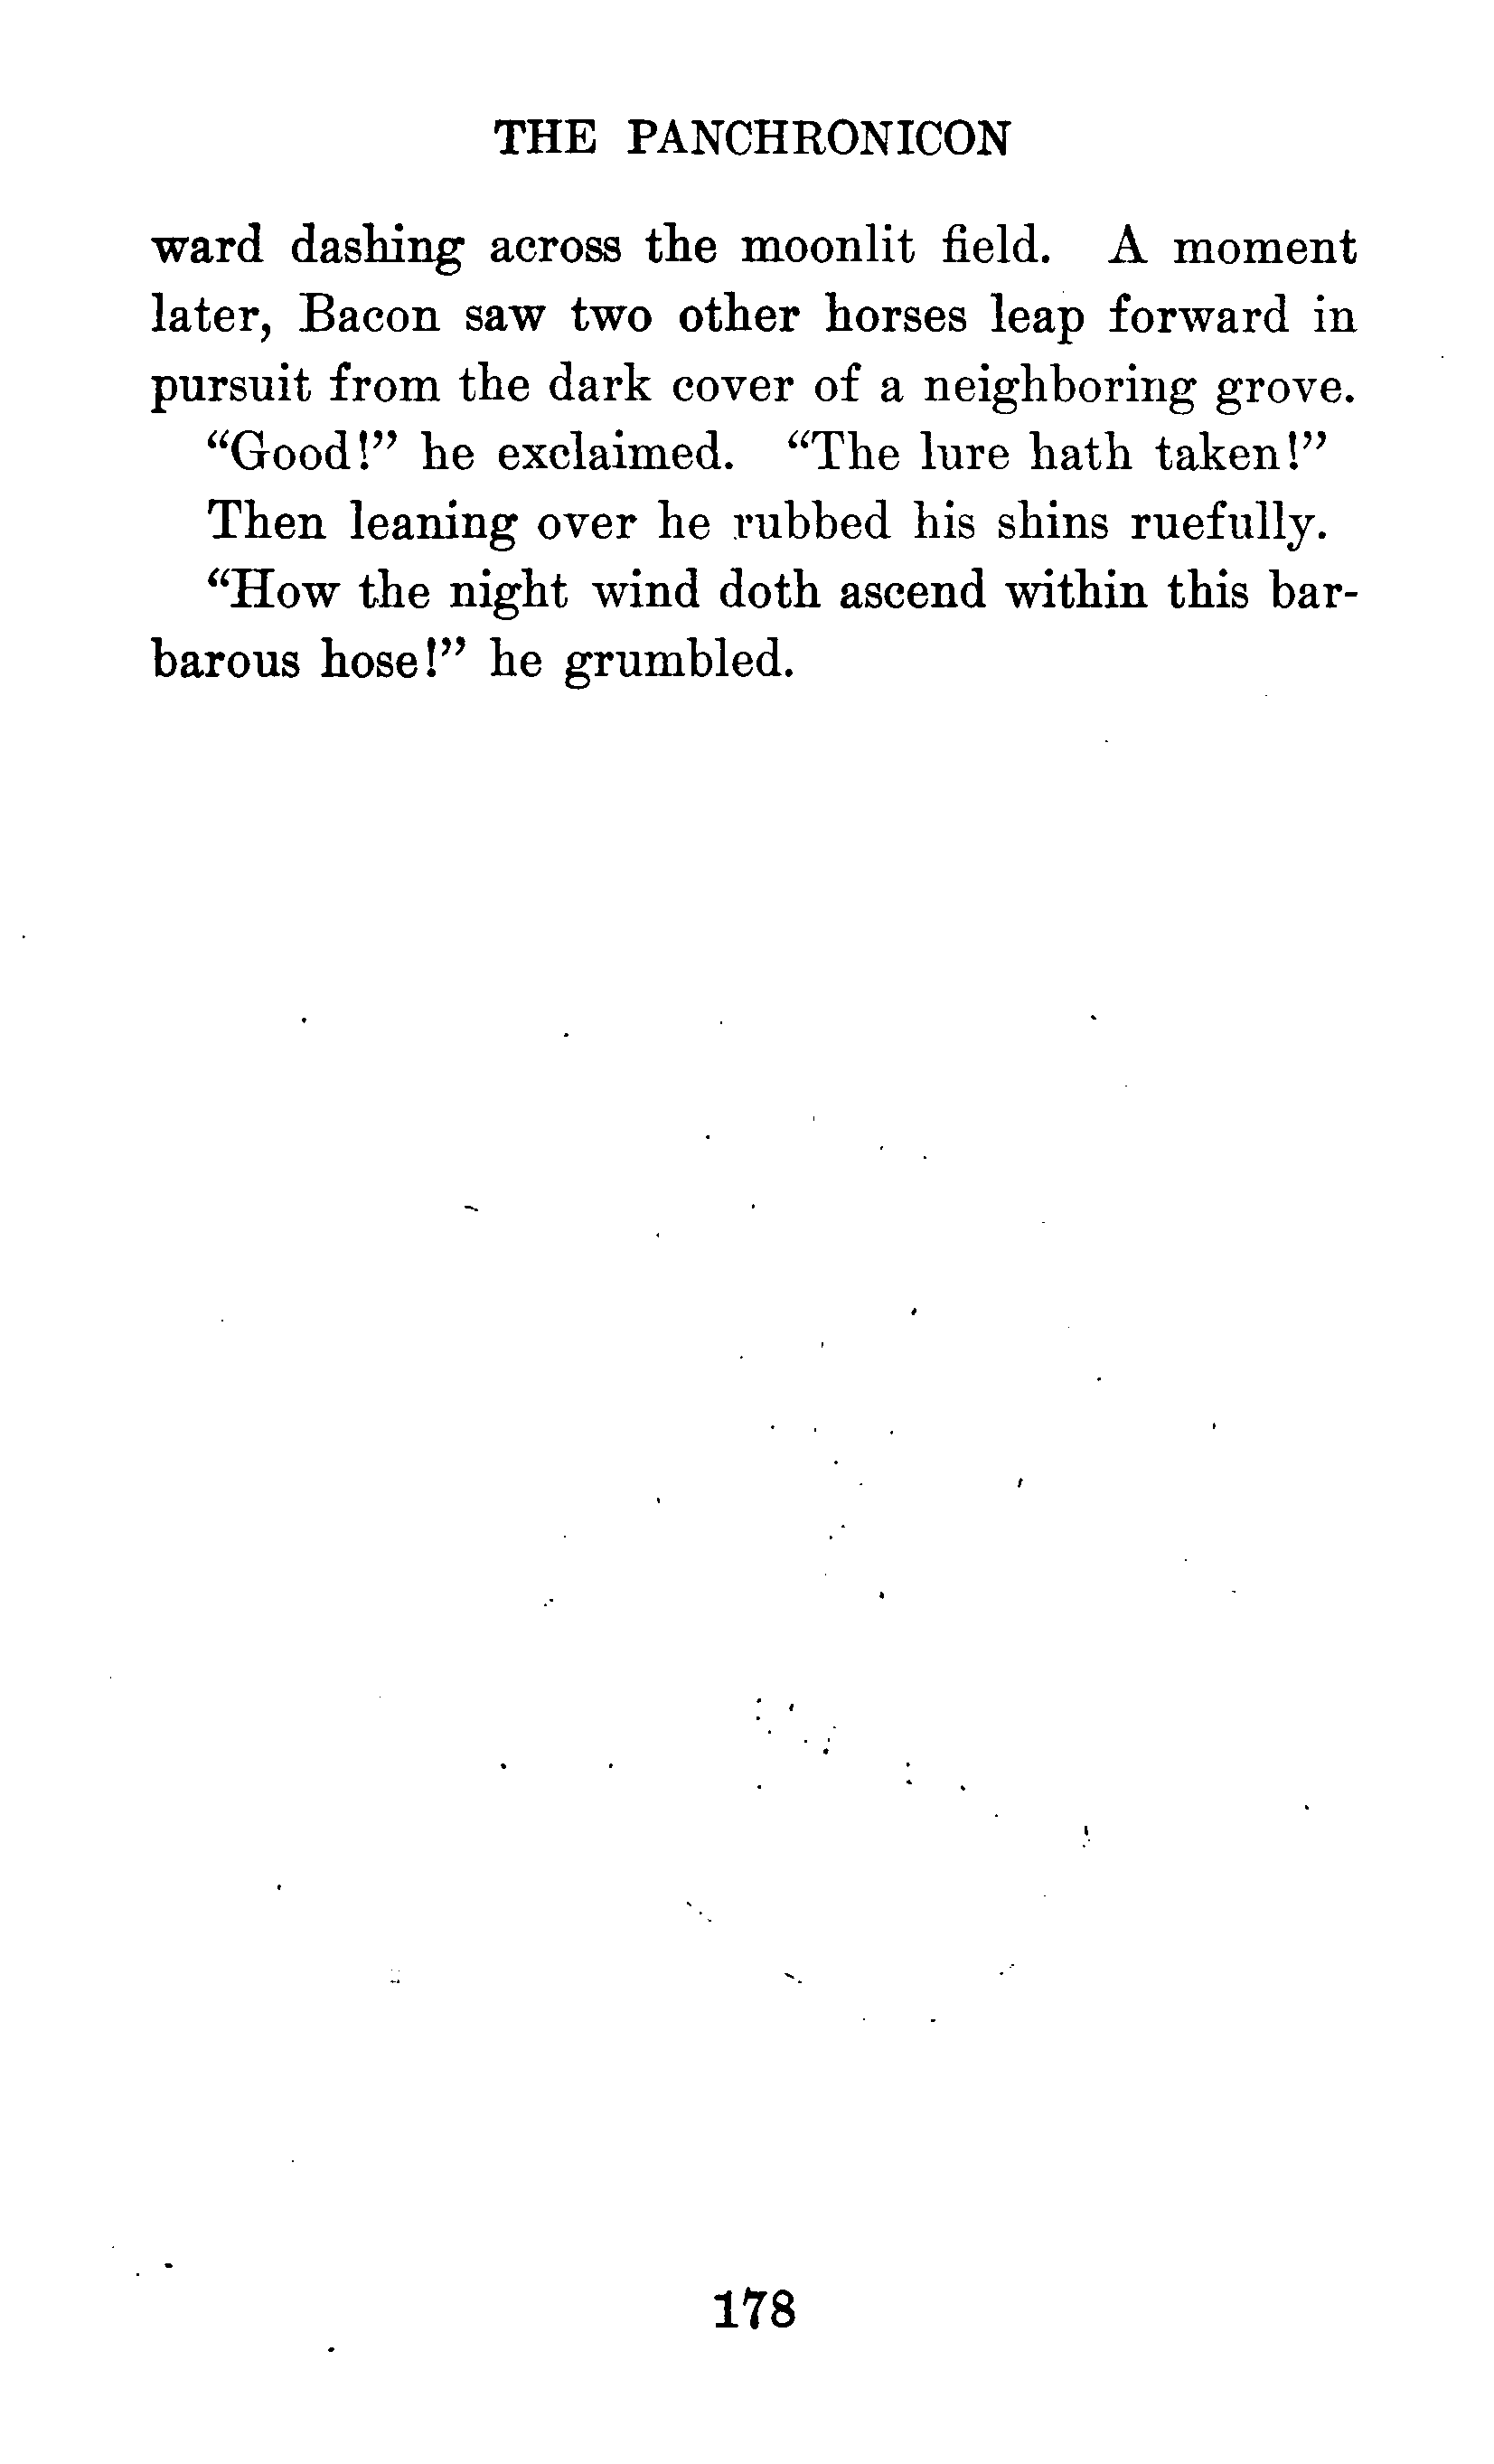 THE PANCHRONICON
ward dashing across the moonlit field. A moment
later, Bacon saw two other horses leap forward in
pursuit from the dark cover of a neighboring grove.
“Good!” he exclaimed. “The lure hath taken!”
Then leaning over he rubbed his shins ruefully.
“How the night wind doth ascend within this bar-
barous hose!” he grumbled.
178